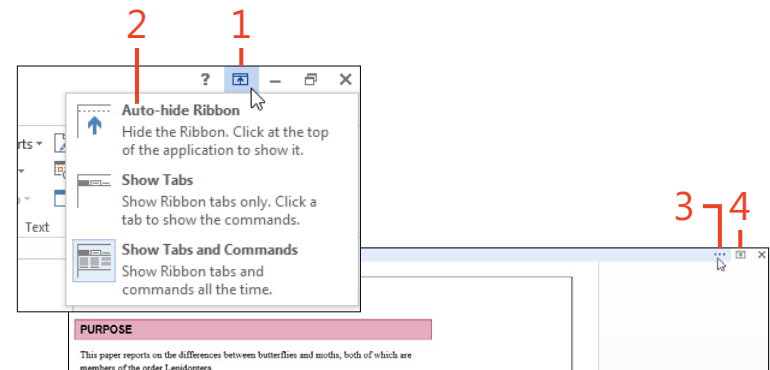 2 1
?
Auto-hide Ribbon
Hide the Ribbon. Click at the top
of the application to show it.
rts
Show Tabs
Show Ribbon tabs only. Click a
tab to show the commands.
Text
3 4
Show Tabs and Commands
Show Ribbon tabs and
commands all the time.
PURPOSE
This paper reports on the differences between butterflies and moths, both of which are
members of the order Lepidoptera.